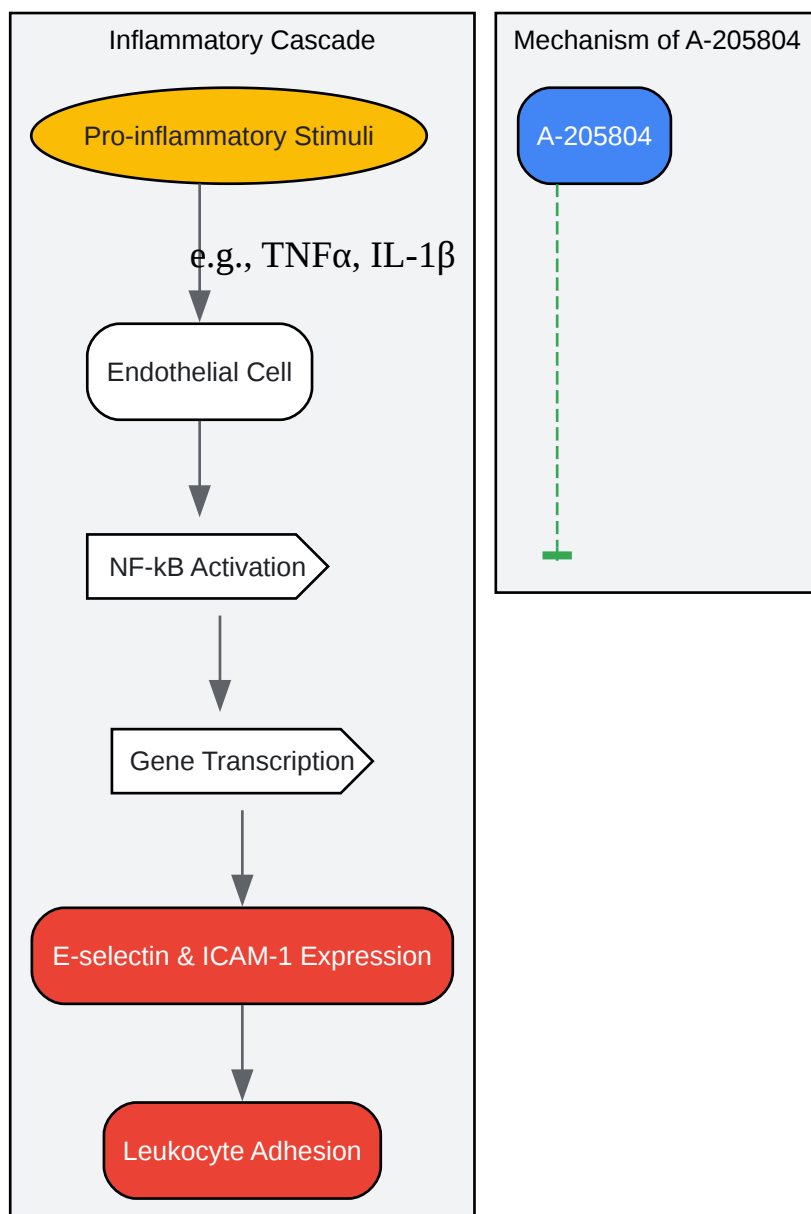 Inflammatory Cascade
Pro-inflammatory Stimuli
e.g., TNFα, IL-1β
Endothelial Cell
NF-kB Activation
Gene Transcription
E-selectin & ICAM-1 Expression
Leukocyte Adhesion
Mechanism of A-205804
A-205804